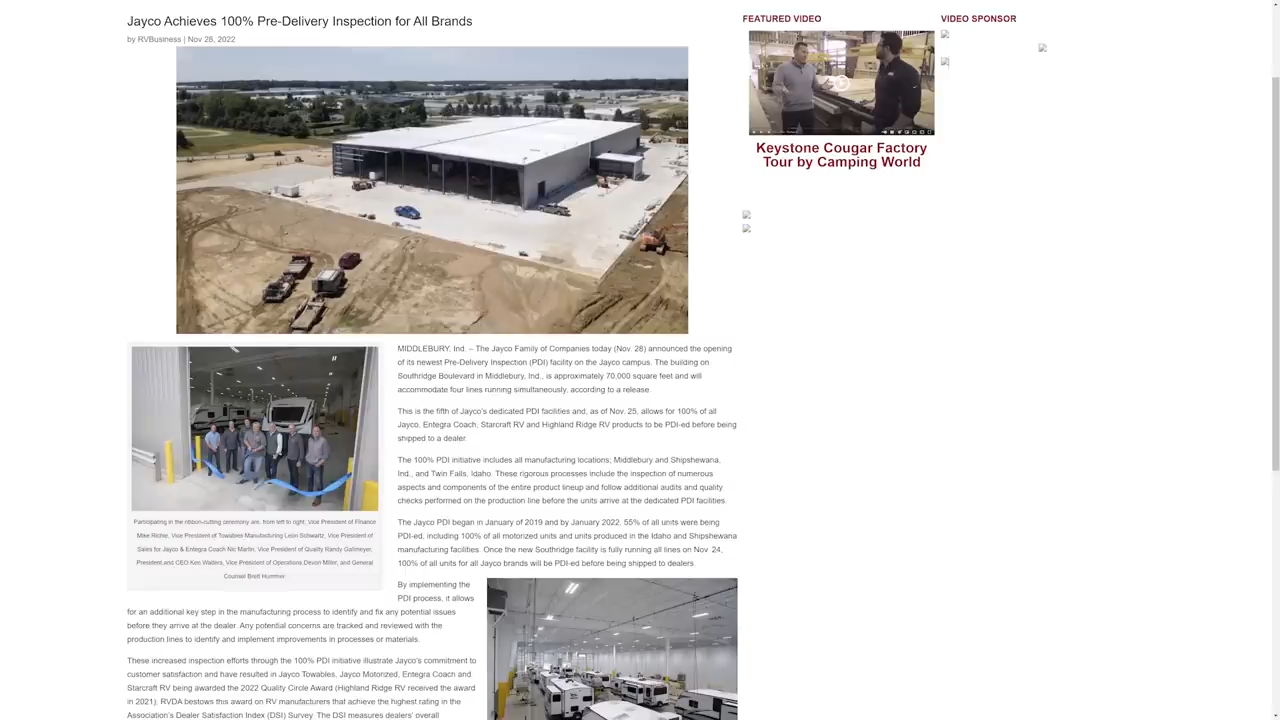 Jayco Achieves 100% Pre-Delivery Inspection for All Brands
by RVBusiness | Nov 28, 2022
MIDDLEBURY, Ind. – The Jayco Family of Companies today (Nov. 28) announced the opening
of its newest Pre-Delivery Inspection (PDI) facility on the Jayco campus. The building on
Southridge Boulevard in Middlebury, Ind., is approximately 70,000 square feet and will
accommodate four lines running simultaneously, according to a release.
This is the fifth of Jayco's dedicated PDI facilities and, as of Nov. 25, allows for 100% of all
Jayco, Entegra Coach, Starcraft RV and Highland Ridge RV products to be PDI-ed before being
shipped to a dealer.
The 100% PDI initiative includes all manufacturing locations; Middlebury and Shipshewana,
Ind., and Twin Falls, Idaho. These rigorous processes include the inspection of numerous
aspects and components of the entire product lineup and follow additional audits and quality
checks performed on the production line before the units arrive at the dedicated PDI facilities.
Participating in the ribbon-cutting ceremony are, from left to right, Vice President of Finance
Mike Richie, Vice President of Towables Manufacturing Leon Schwartz, Vice President of
Sales for Jayco & Entegra Coach Nic Martin, Vice President of Quality Randy Gallmeyer,
President and CEO Ken Walters, Vice President of Operations Devon Miller, and General
Counsel Brett Hummer.
The Jayco PDI began in January of 2019 and by January 2022, 55% of all units were being
PDI-ed, including 100% of all motorized units and units produced in the Idaho and Shipshewana
manufacturing facilities. Once the new Southridge facility is fully running all lines on Nov. 24,
100% of all units for all Jayco brands will be PDI-ed before being shipped to dealers.
By implementing the
PDI process, it allows
for an additional key step in the manufacturing process to identify and fix any potential issues
before they arrive at the dealer. Any potential concerns are tracked and reviewed with the
production lines to identify and implement improvements in processes or materials.
These increased inspection efforts through the 100% PDI initiative illustrate Jayco's commitment to
customer satisfaction and have resulted in Jayco Towables, Jayco Motorized, Entegra Coach and
Starcraft RV being awarded the 2022 Quality Circle Award (Highland Ridge RV received the award
in 2021). RVDA bestows this award on RV manufacturers that achieve the highest rating in the
Association's Dealer Satisfaction Index (DSI) Survey. The DSI measures dealers' overall
FEATURED VIDEO
Keystone Cougar Factory
Tour by Camping World
VIDEO SPONSOR